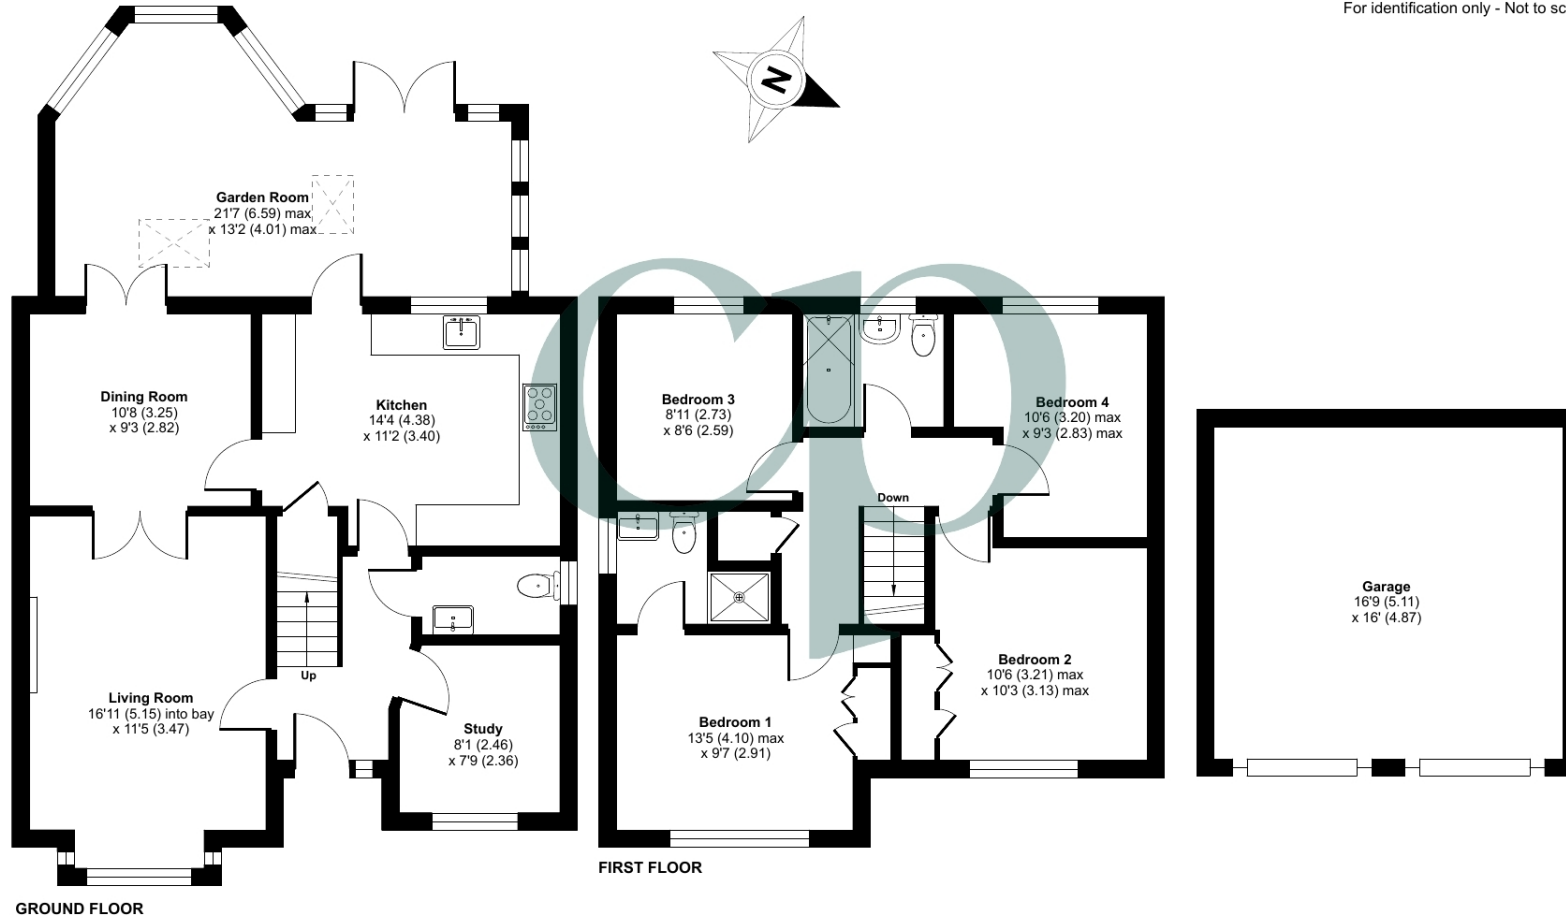 For identification only - Not to sc
N
Garden Room
21'7 (6.59) max
x 13'2 (4.01) max
Dining Room
10'8 (3.25)
x 9'3 (2.82)
Kitchen
14'4 (4.38)
x 11'2 (3.40)
Bedroom 3
8'11 (2.73)
x 8'6 (2.59)
Bedroom 4
10'6 (3.20) max
x 9'3 (2.83) max
cp
Down
Garage
16'9 (5.11)
x 16' (4.87)
Up
Living Room
16'11 (5.15) into bay
x 11'5 (3.47)
Study
8'1 (2.46)
x 7'9 (2.36)
Bedroom 1
13'5 (4.10) max
x 9'7 (2.91)
Bedroom 2
10'6 (3.21) max
x 10'3 (3.13) max
FIRST FLOOR
GROUND FLOOR